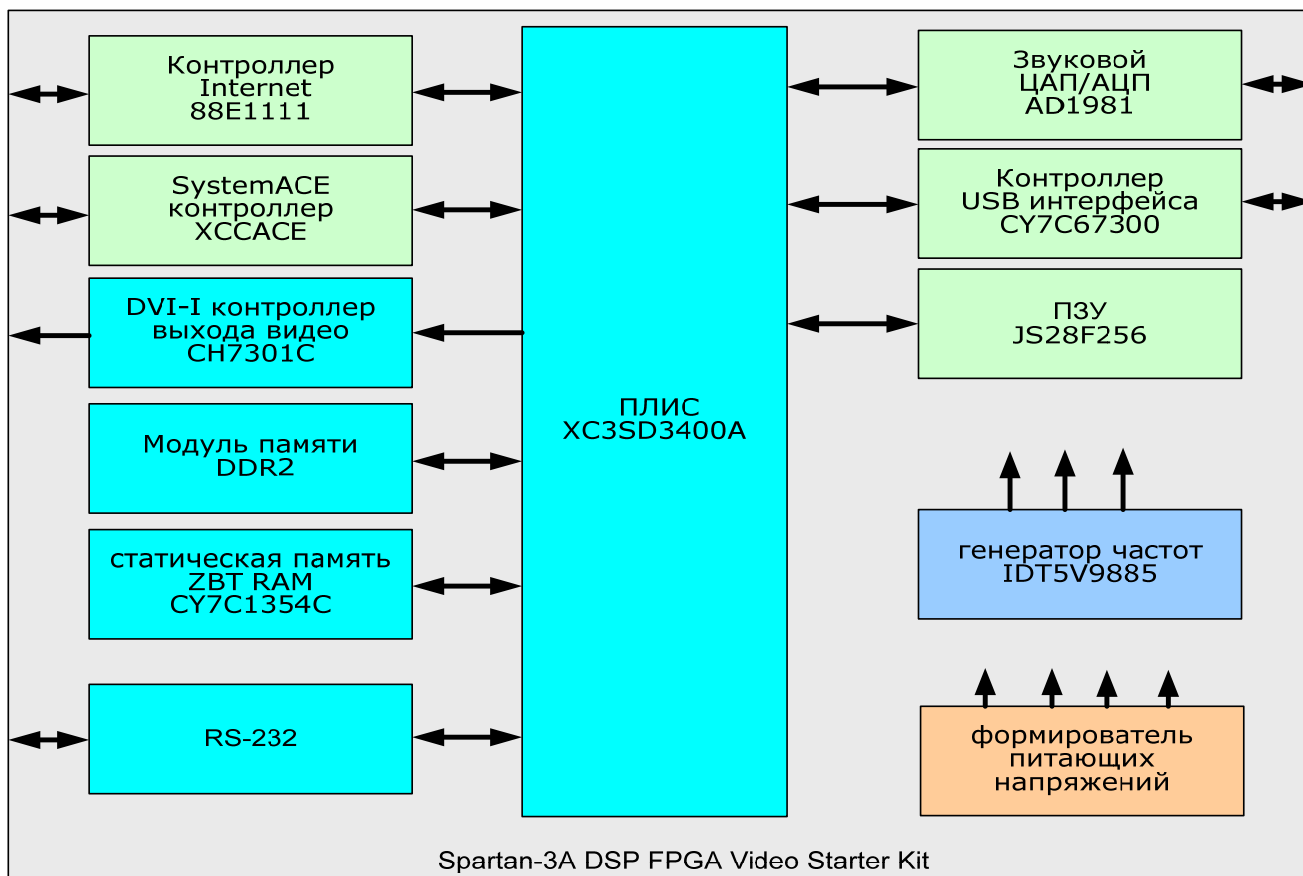 Контроллер
Internet
88E1111
SystemACE
контроллер
XCCACE
DVI-I контроллер
выхода видео
CH7301C
Модуль памяти
DDR2
статическая память
ZBT RAM
CY7C1354C
RS-232
ПЛИС
XC3SD3400A
Звуковой
ЦАП/АЦП
AD1981
Контроллер
USB интерфейса
CY7C67300
ПЗУ
JS28F256
генератор частот
IDT5V9885
формирователь
питающих
напряжений
Spartan-3A DSP FPGA Video Starter Kit